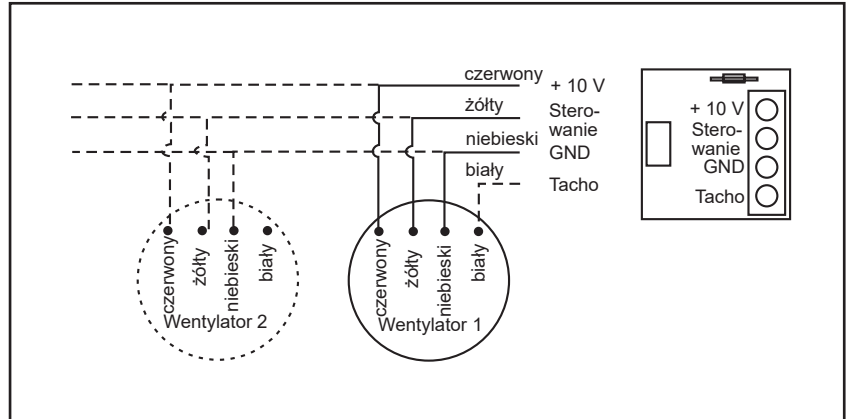 czerwony
+ 10 V
żółty
Stero-
wanie
niebieski
GND
biały
Tacho
+ 10 V
Stero-
wanie
GND
Tacho
czerwony
żółty
niebieski
biały
Wentylator 2
czerwony
żółty
niebieski
biały
Wentylator 1